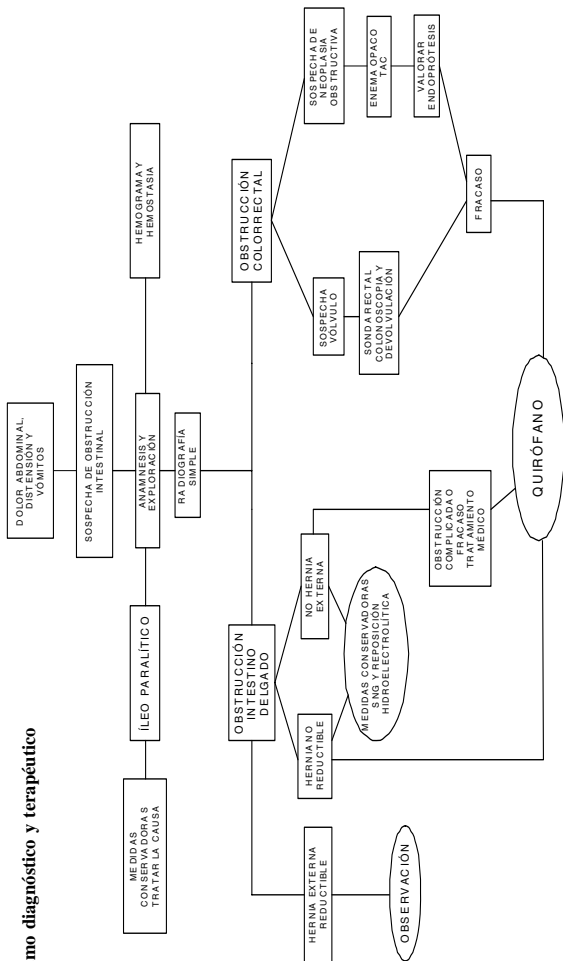 mo diagnóstico y terapéutico
DOLOR ABDOMINAL,
DISTENSIÓN Y
VÓMITOS
SOSPECHA DE OBSTRUCCIÓN
INTESTINAL
MEDIDAS
CONSERVADORAS
TRATAR LA CAUSA
ÍLEO PARALÍTICO
ANAMNESIS Y
EXPLORACIÓN
HEMOGRAMA Y
HEMOSTASIA
RADIOGRAFÍA
SIMPLE
OBSTRUCCIÓN
INTESTINO
DELGADO
OBSTRUCCIÓN
COLORRECTAL
HERNIA EXTERNA
REDUCTIBLE
HERNIA NO
REDUCTIBLE
NO HERNIA
EXTERNA
SOSPECHA
VÓLVULO
SOSPECHA DE
NEOPLASIA
OBSTRUCTIVA
OBSERVACIÓN
MEDIDAS CONSERVADORAS
SNG Y REPOSICIÓN
HIDROELECTROLÍTICA
SONDA RECTAL
COLONOSCOPIA Y
DEVOLVULACIÓN
ENEMA OPACO
TAC
VALORAR
ENDOPRÓTESIS
OBSTRUCCIÓN
COMPLICADA O
FRACASO
TRATAMIENTO
MÉDICO
FRACASO
QUIRÓFANO